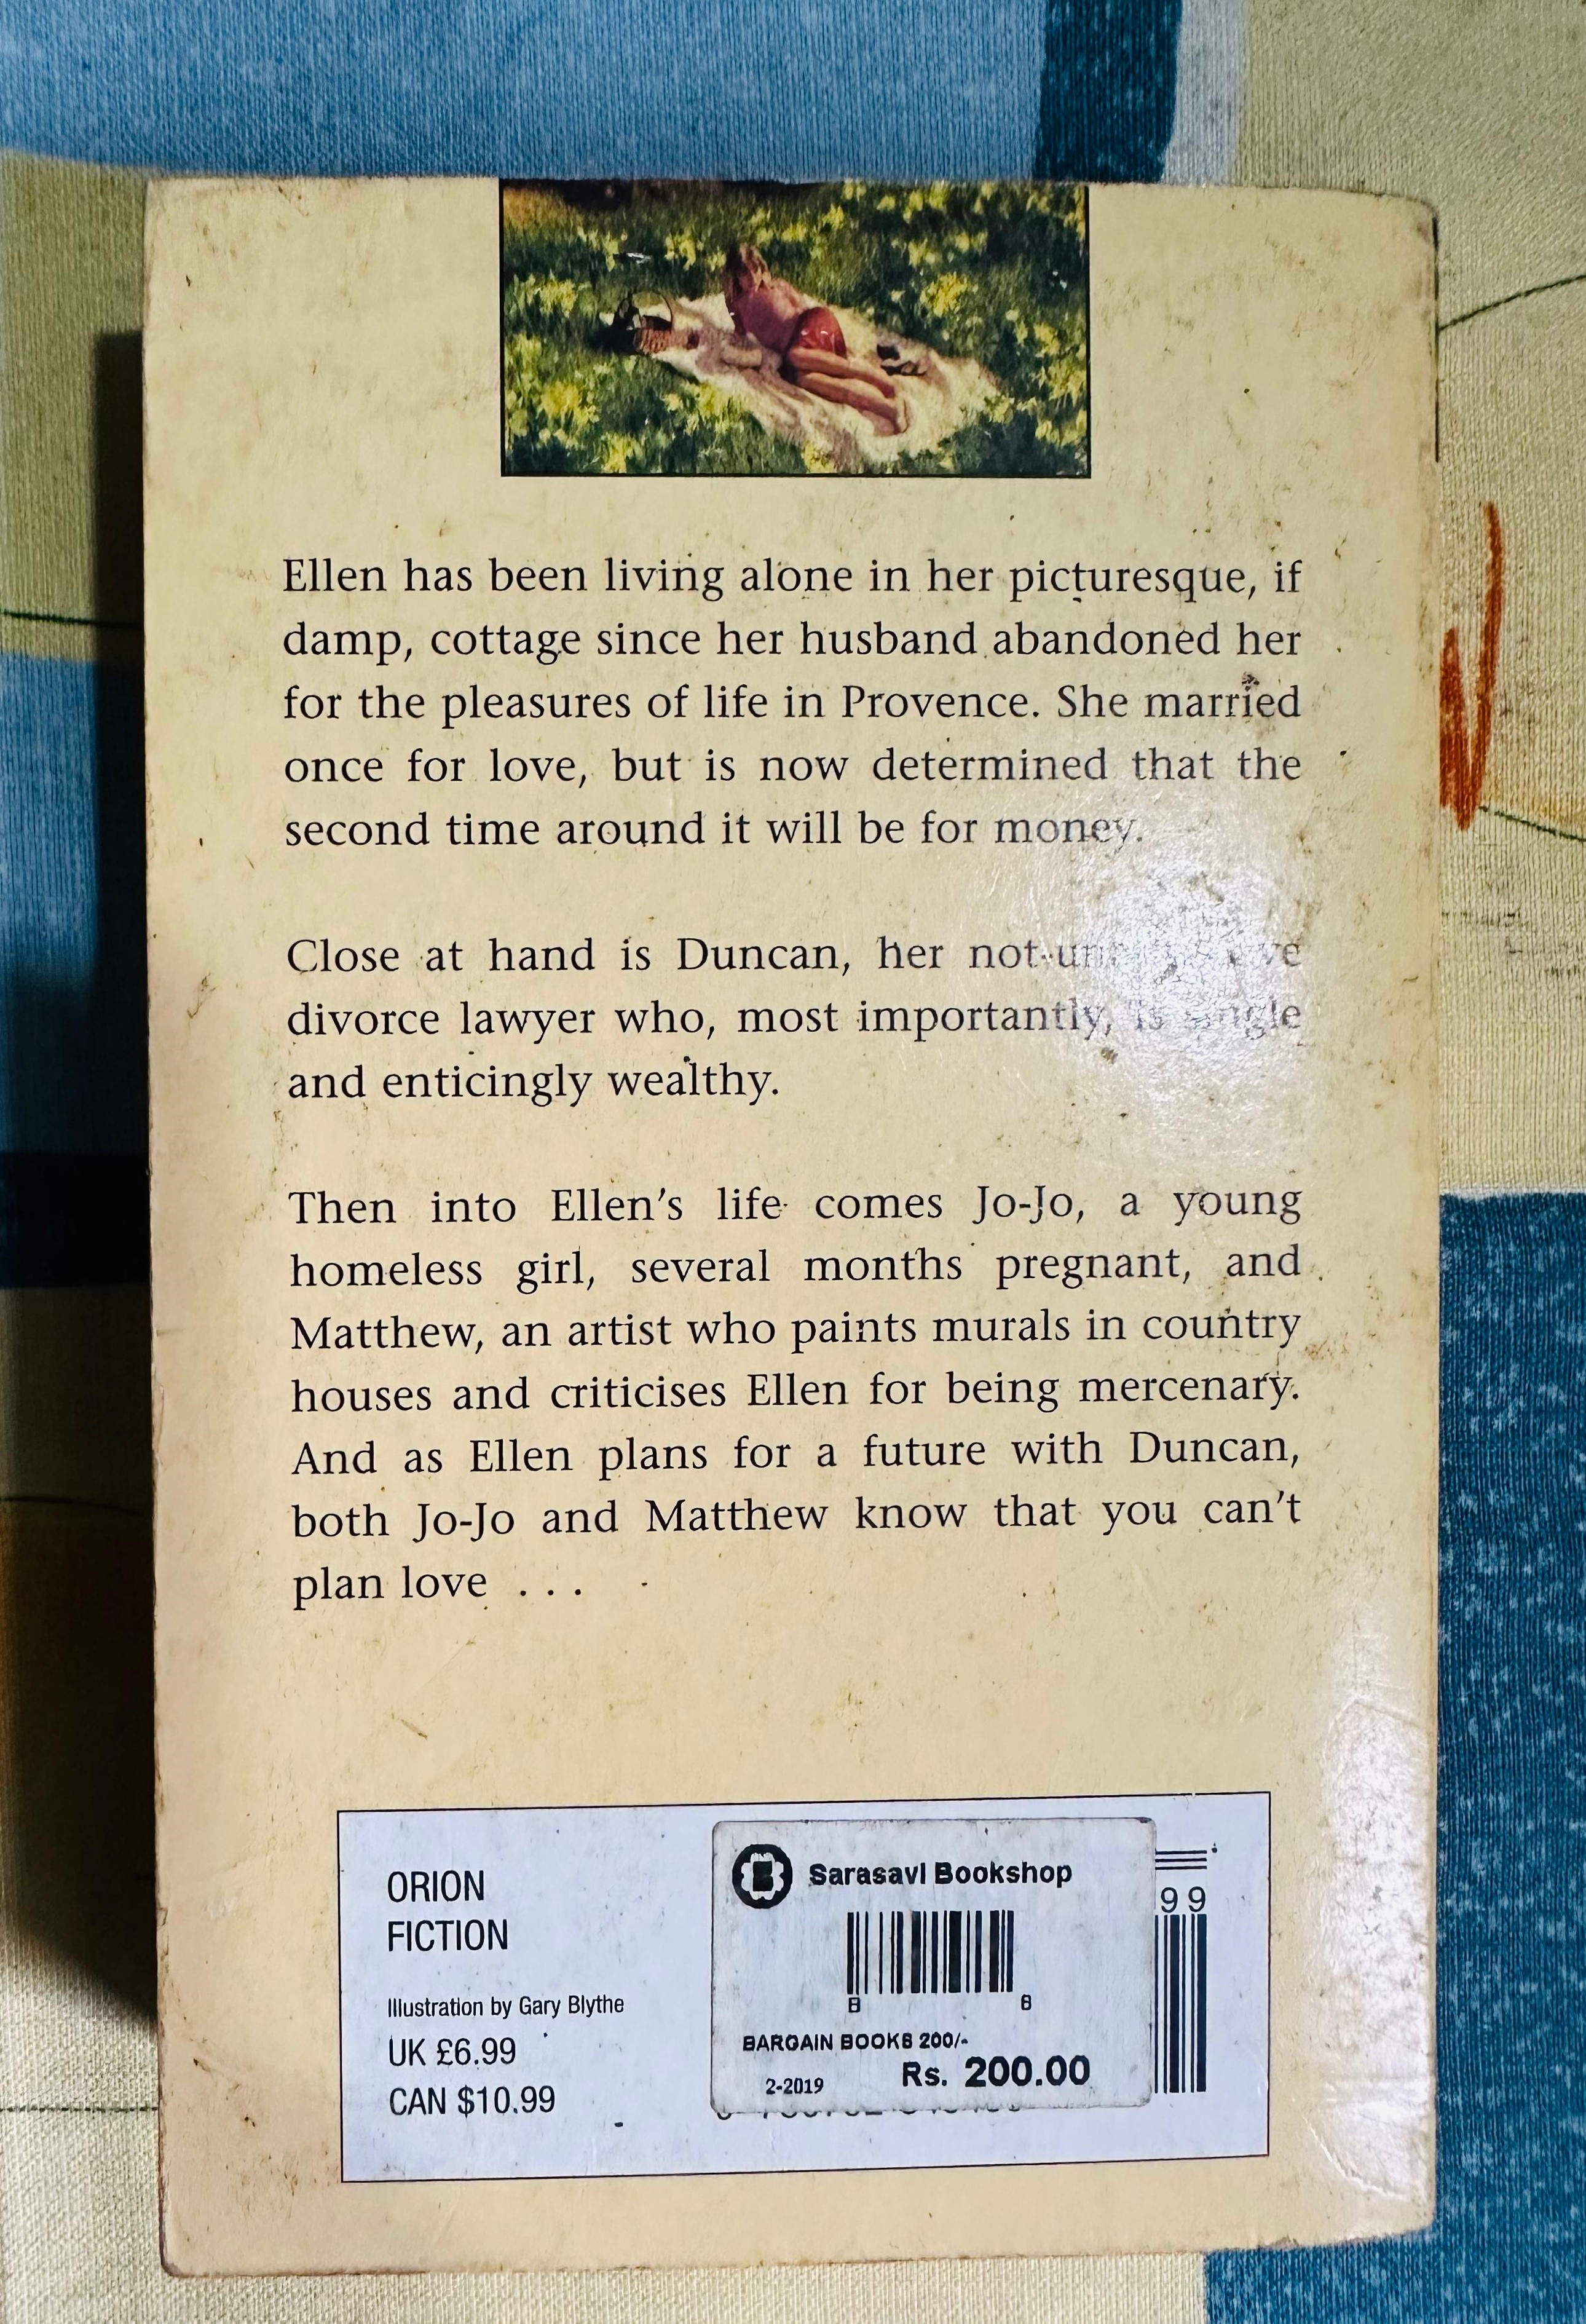 Ellen has been living alone in her picturesque, if
damp, cottage since her husband abandoned her
for the pleasures of life in Provence. She married
once for love, but is now determined that the
second time around it will be for money.
Close at hand is Duncan, her
divorce lawyer who, most importantly, is single
and enticingly wealthy.
Then into Ellen's life comes Jo-Jo, a young
homeless girl, several months pregnant, and
Matthew, an artist who paints murals in country
houses and criticises Ellen for being mercenary.
And as Ellen plans for a future with Duncan,
both Jo-Jo and Matthew know that you can't
plan love ...
ORION
FICTION
Illustration by Gary Blythe
UK £6.99
CAN $10.99
Sarasavi Bookshop
8 8
BARGAIN BOOKS 200/-
Rs. 200.00
2-2019
99